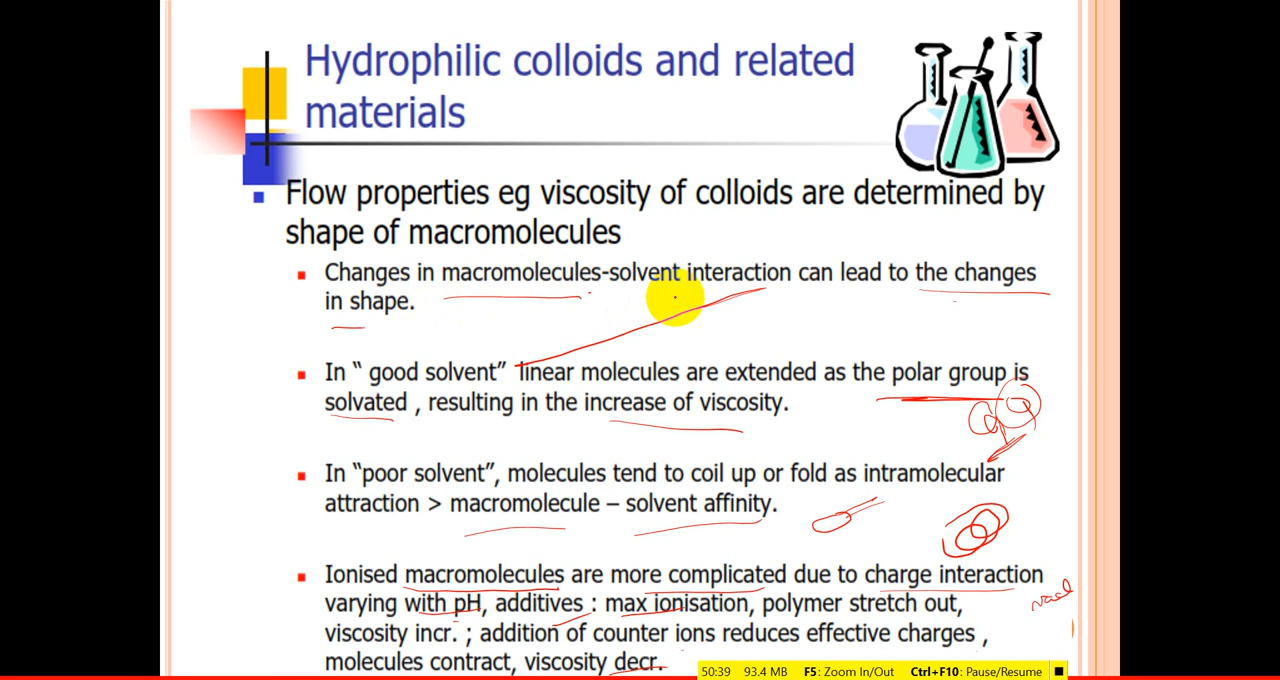 Hydrophilic colloids and related
materials
Flow properties eg viscosity of colloids are determined by
shape of macromolecules
Changes in macromolecules-solvent interaction can lead to the changes
in shape.
In “ good solvent” linear molecules are extended as the polar group is
solvated , resulting in the increase of viscosity.
In “poor solvent”, molecules tend to coil up or fold as intramolecular
attraction > macromolecule – solvent affinity.
Ionised macromolecules are more complicated due to charge interaction
varying with pH, additives : max ionisation, polymer stretch out,
viscosity incr. ; addition of counter ions reduces effective charges ,
molecules contract, viscosity decr.
50:39 93.4 MB F5: Zoom In/Out Ctrl+F10: Pause/Resume